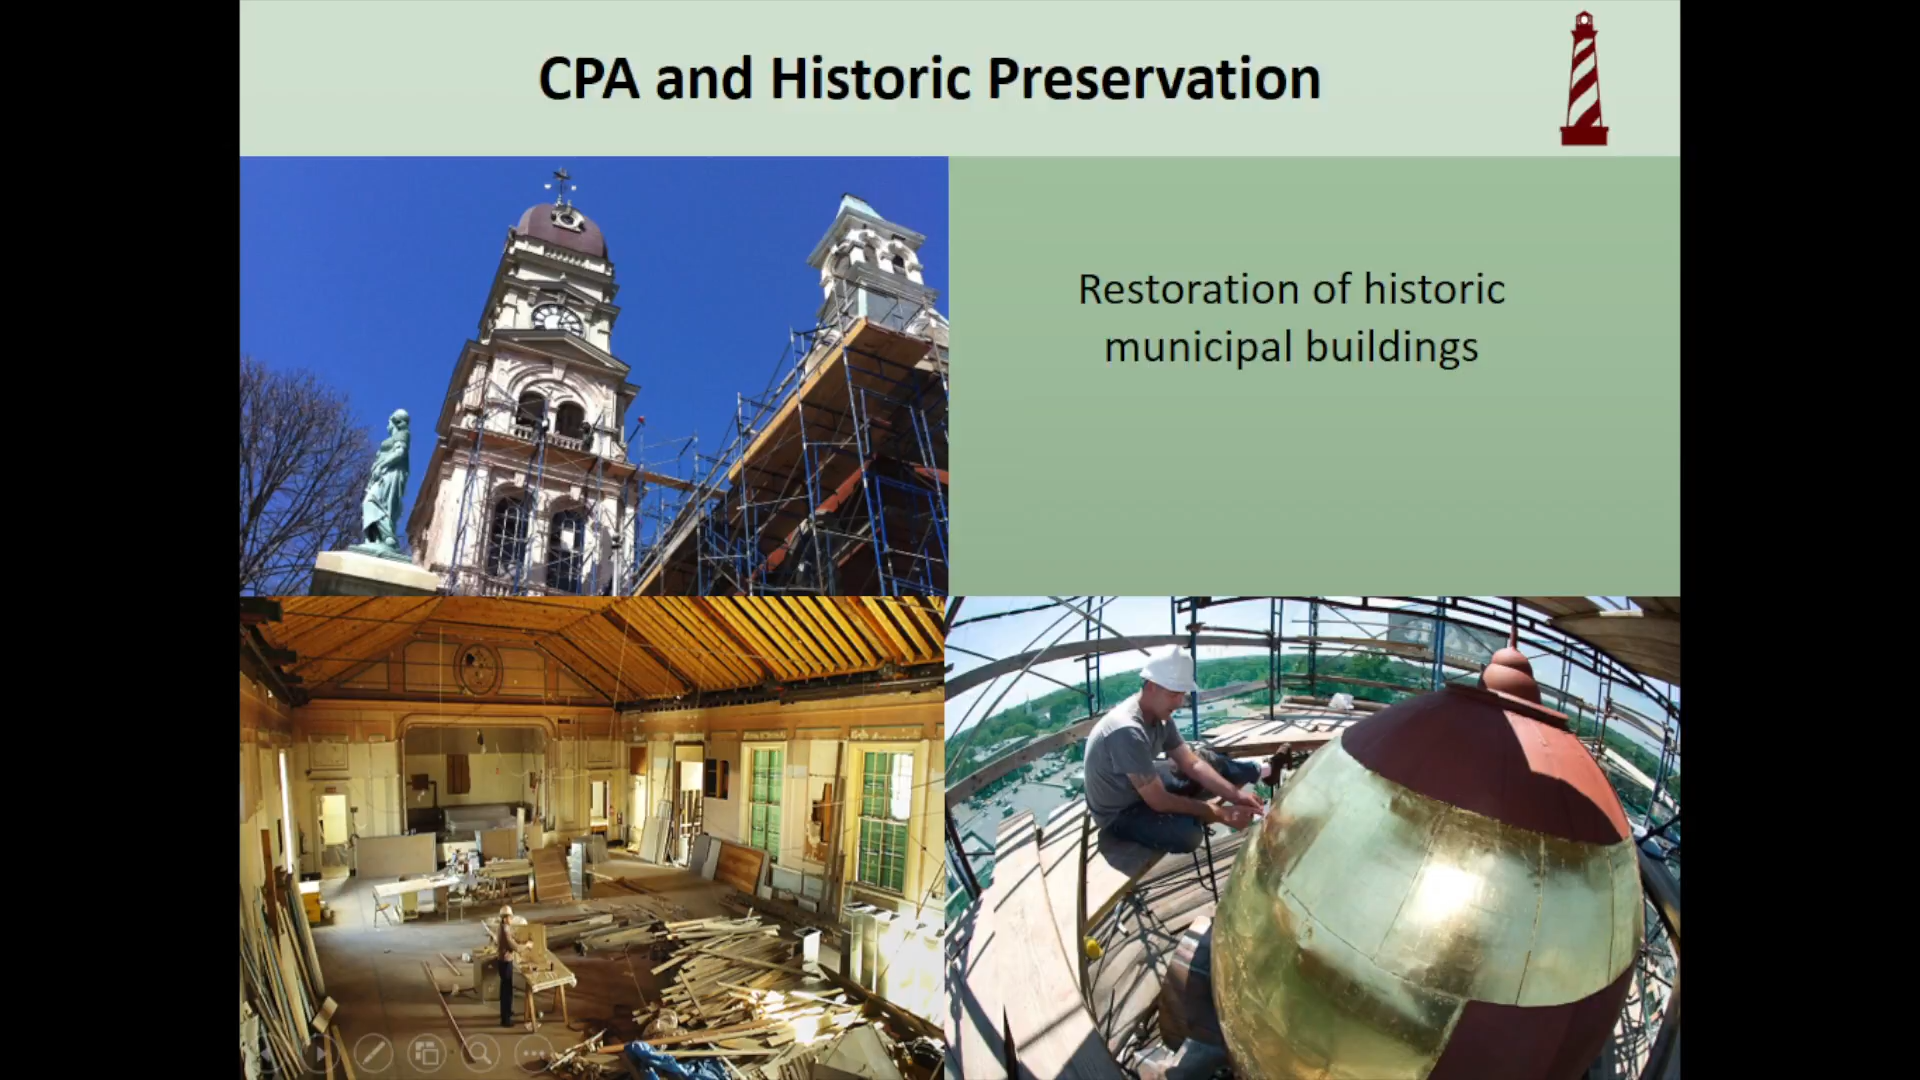 CPA and Historic Preservation
Restoration of historic
municipal buildings